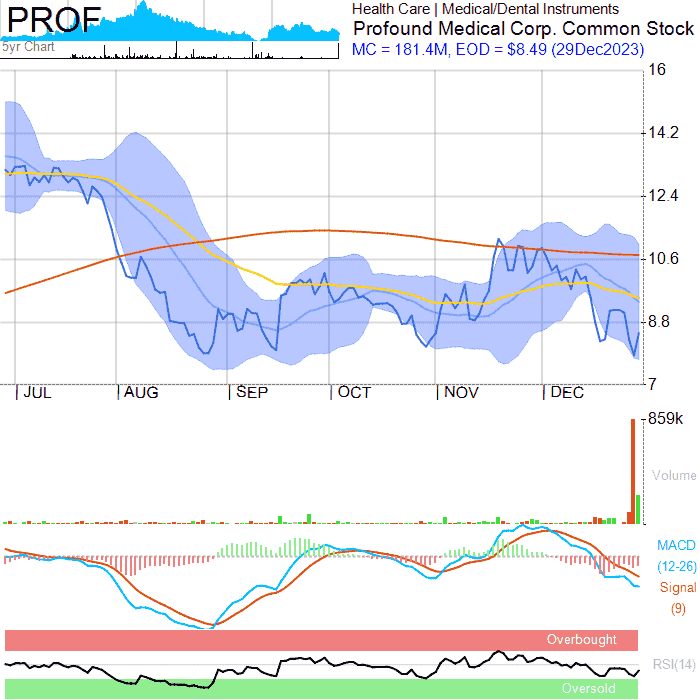 PROF
5yr Chart
Health Care | Medical/Dental Instruments
Profound Medical Corp. Common Stock
MC = 181.4M, EOD = $8.49 (29Dec2023)
16
14.2
12.4
10.6
8.8
7
JUL AUG SEP OCT NOV DEC
859k
Volume
MACD
(12-26)
Signal
(9)
Overbought
RSI(14)
Oversold